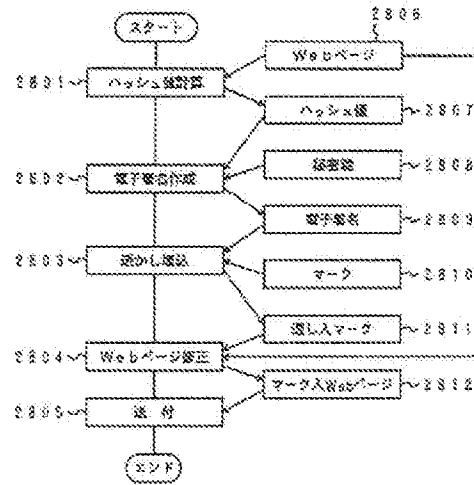 2806
スタート
Webページ
2801
ハッシュ値計算
ハッシュ値
2807
秘密鍵
2808
2802
電子署名作成
電子署名
2809
2803
透かし埋込
マーク
2810
透し入マーク
2811
2804
Webページ修正
マーク入Webページ
2812
2805
送付
エンド